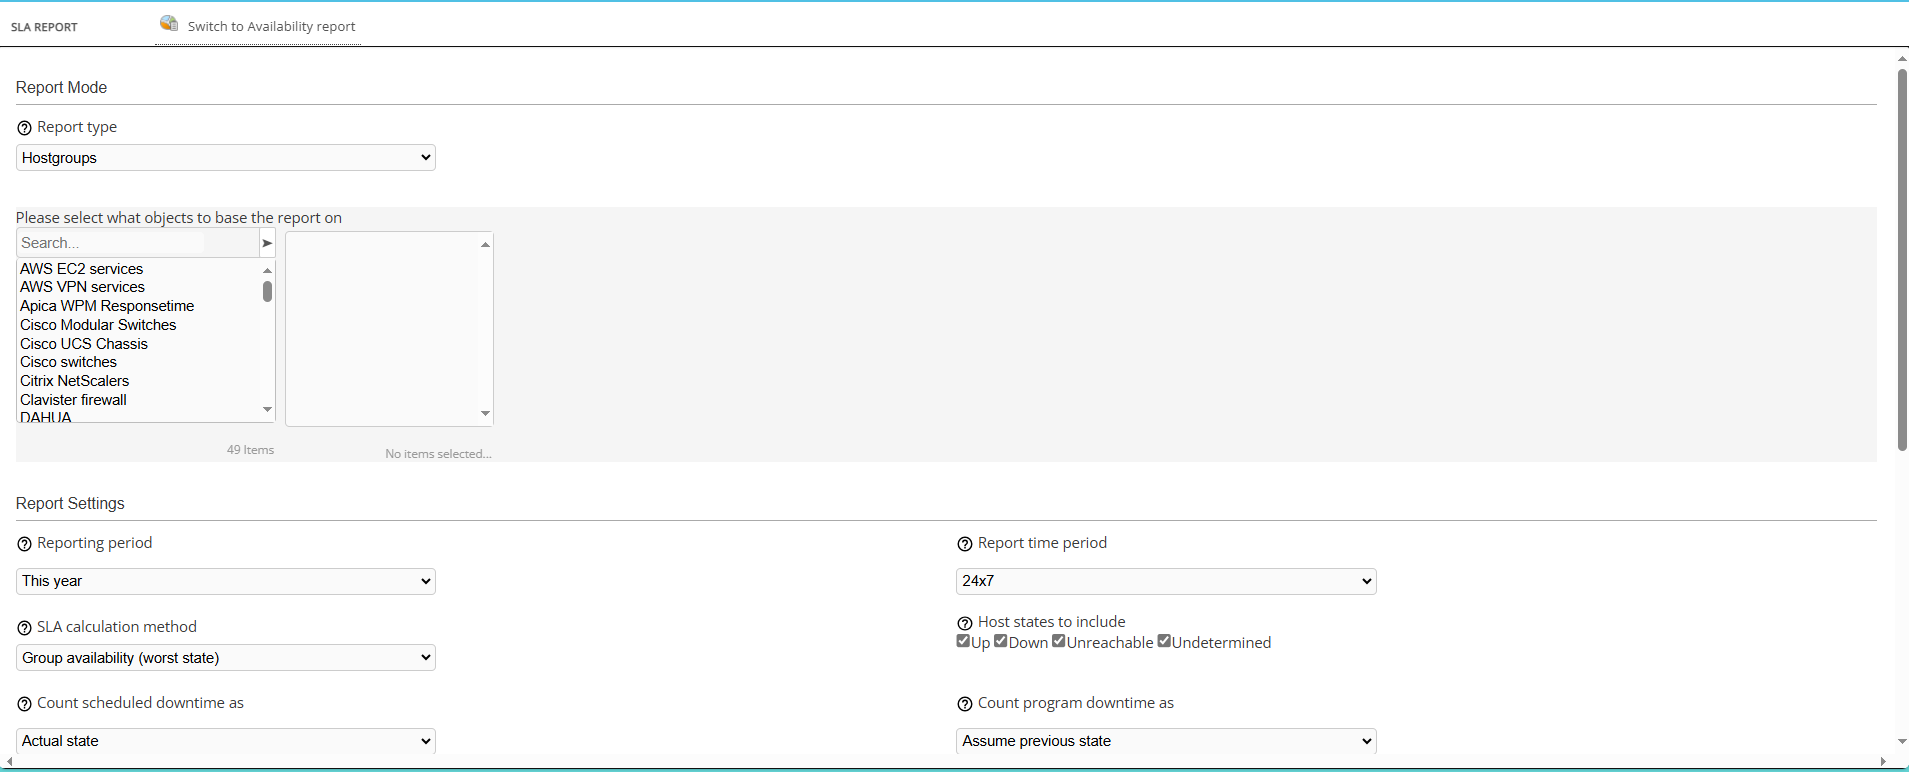 SLA REPORT
Switch to Availability report
Report Mode
Report type
Hostgroups
Please select what objects to base the report on
Search...
AWS EC2 services
AWS VPN services
Apica WPM Responsetime
Cisco Modular Switches
Cisco UCS Chassis
Cisco switches
Citrix NetScalers
Clavister firewall
DAHUA
49 Items
No items selected...
Report Settings
Reporting period
This year
Report time period
24x7
SLA calculation method
Group availability (worst state)
Host states to include
Up Down Unreachable Undetermined
Count scheduled downtime as
Actual state
Count program downtime as
Assume previous state